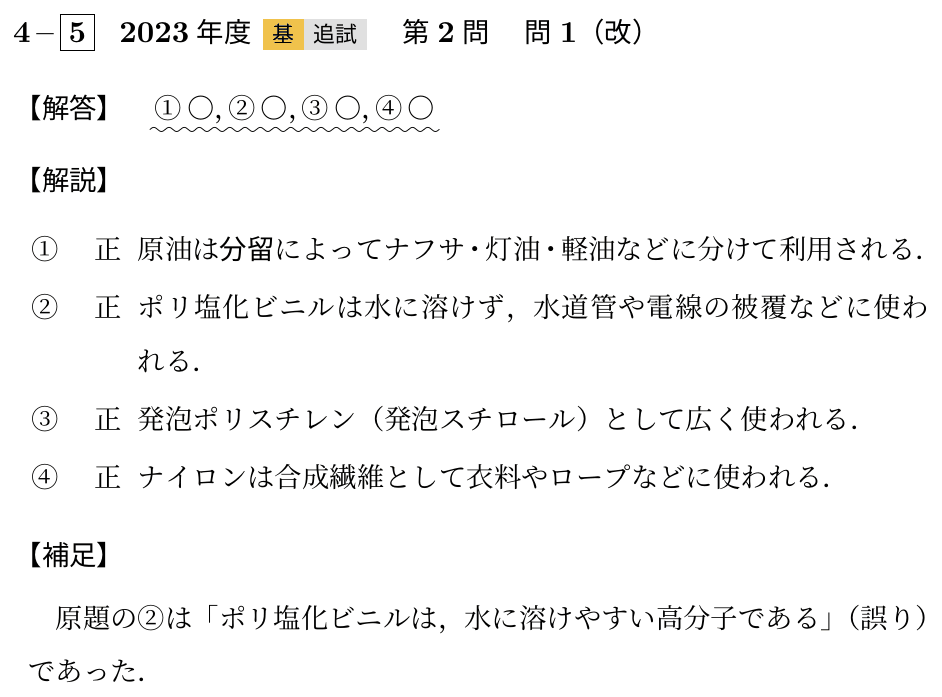 4−5 2023 年度 基 追試 第 2 問 問 1（改）
【解答】 ① ○, ② ○, ③ ○, ④ ○
【解説】
① 正 原油は分留によってナフサ・灯油・軽油などに分けて利用される．
② 正 ポリ塩化ビニルは水に溶けず，水道管や電線の被覆などに使わ
れる．
③ 正 発泡ポリスチレン（発泡スチロール）として広く使われる．
④ 正 ナイロンは合成繊維として衣料やロープなどに使われる．
【補足】
原題の②は「ポリ塩化ビニルは，水に溶けやすい高分子である」（誤り）
であった．